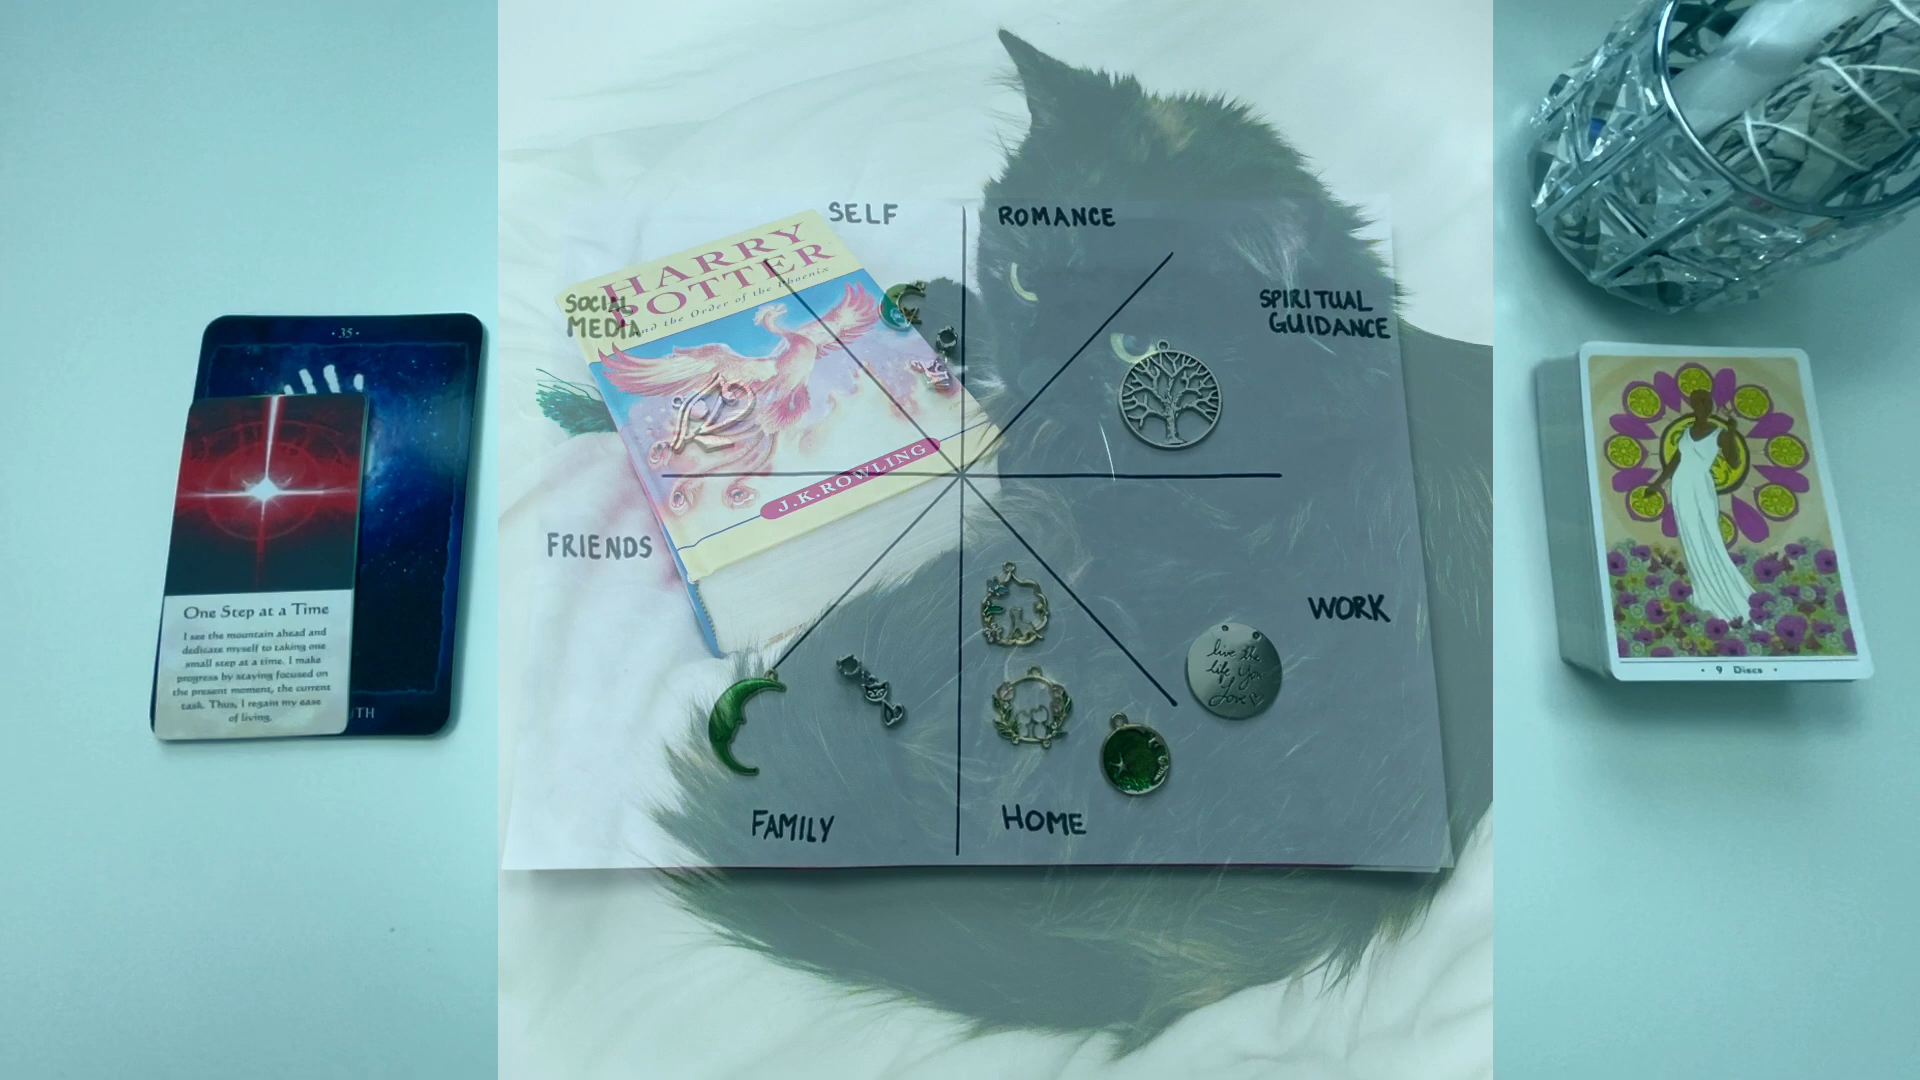 35
One Step at a Time
I see the mountain ahead and
dedicate myself to taking one
small step at a time. I make
progress by staying focused on
the present moment, the current
task. Thus, I regain my ease
of living.
UTH
SELF
ROMANCE
SOCIAL
MEDIA
SPIRITUAL
GUIDANCE
FRIENDS
WORK
FAMILY
HOME
HARRY
POTTER
and the Order of the Phoenix
J.K.ROWLING
live the
life you
love
• 9 Discs •